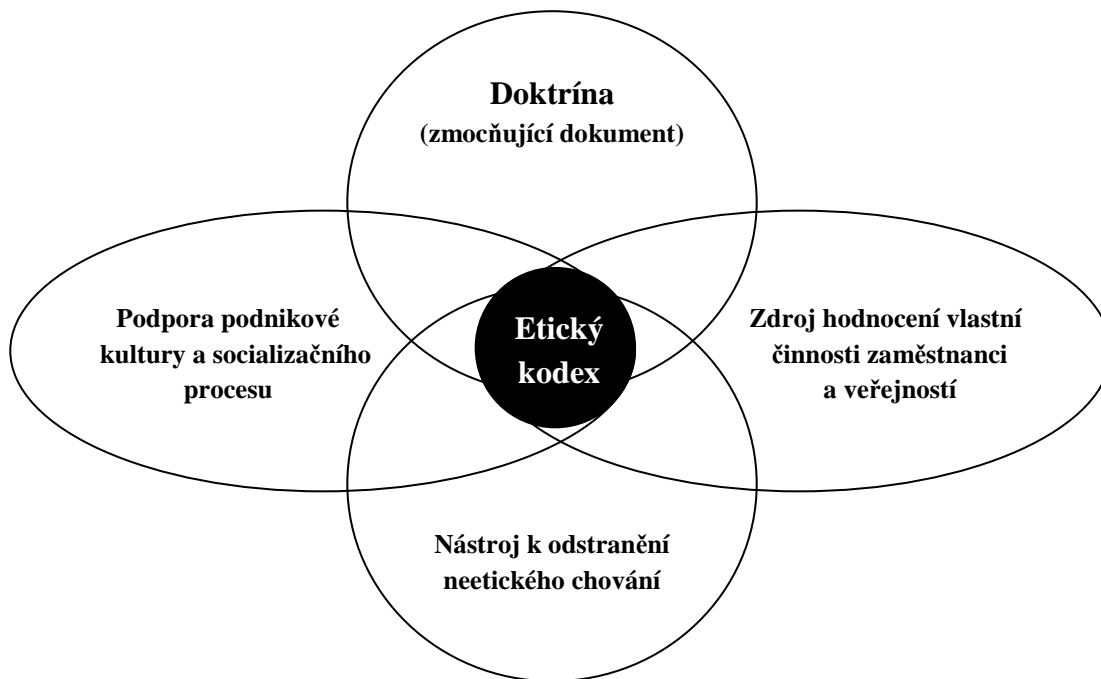 Doktrína
(zmocňující dokument)
Podpora podnikové
kultury a socializačního
procesu
Etický
kodex
Zdroj hodnocení vlastní
činnosti zaměstnanci
a veřejností
Nástroj k odstranění
neetického chování